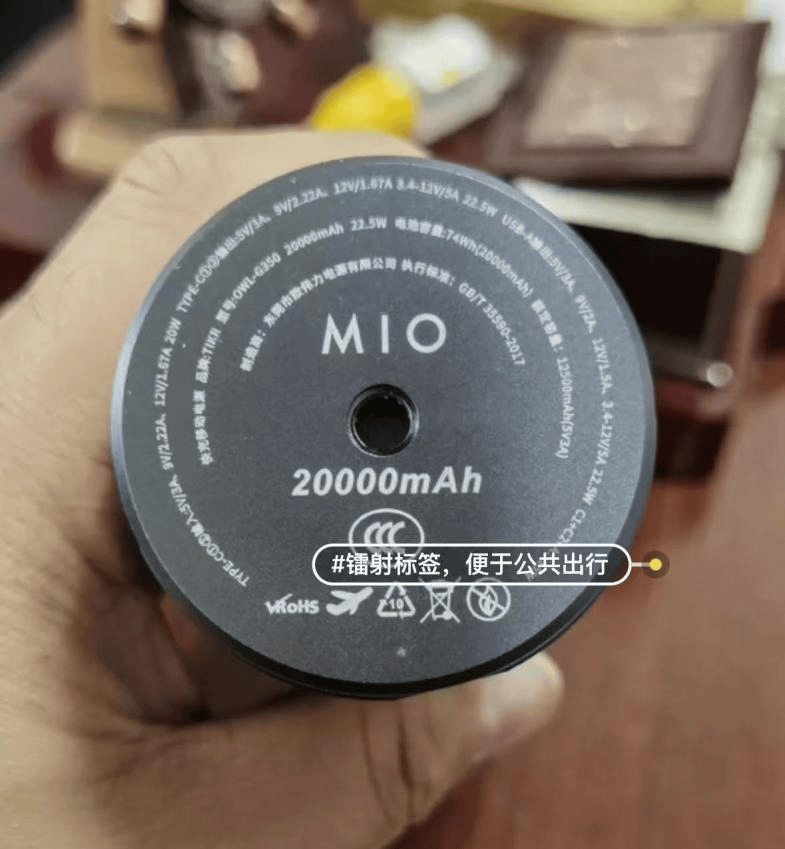 TYPE-C①②输入:5V/3A、9V/2.22A、12V/1.67A 20W TYPE-C①②输出:5V/3A、9V/2.22A、12V/1.67A 3.4-12V/5A 22.5W USB-A输出:5V/3A、9V/2A、12V/1.5A、3.4-12V/5A 22.5W
快充移动电源 品牌:TIKR 型号:OWL-G350 20000mAh 22.5W 电池容量:74Wh(20000mAh) 额定容量：12500mAh(5V3A)
制造商：东莞市欧伟力电源有限公司 执行标准：GB/T 35590-2017
MIO
20000mAh
CCC
#镭射标签，便于公共出行
RoHS
10